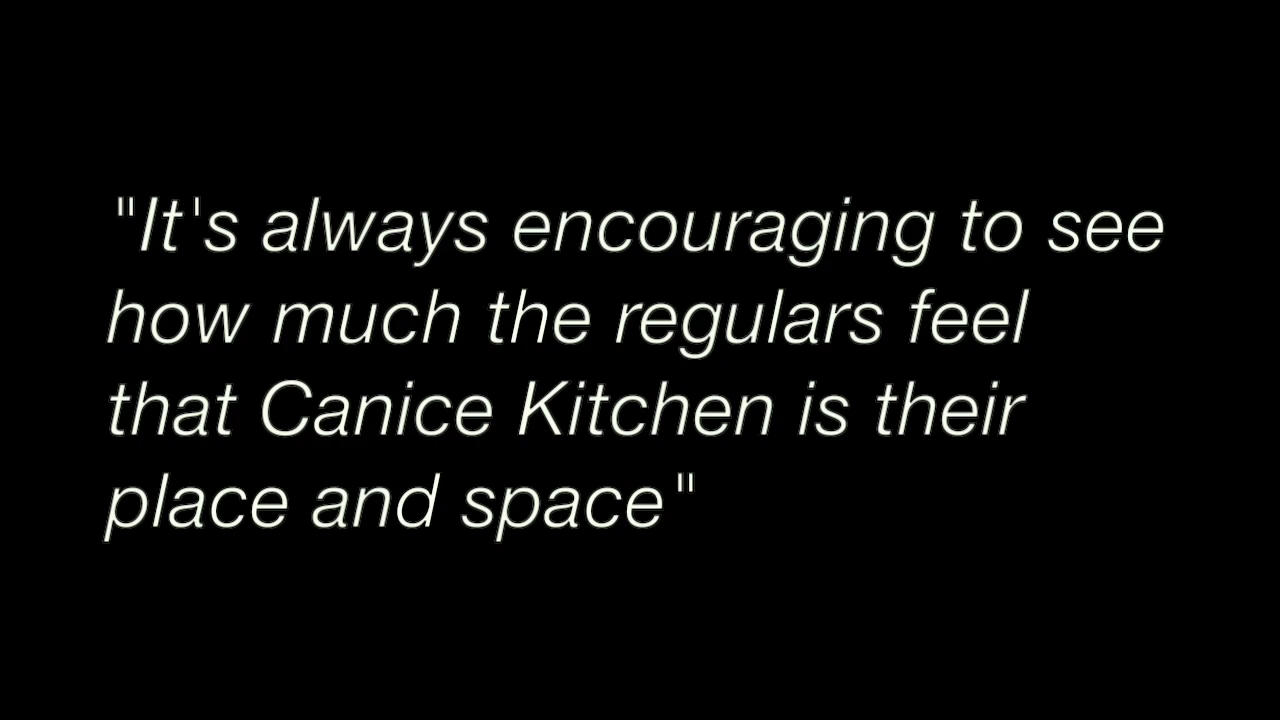 "It's always encouraging to see
how much the regulars feel
that Canice Kitchen is their
place and space"